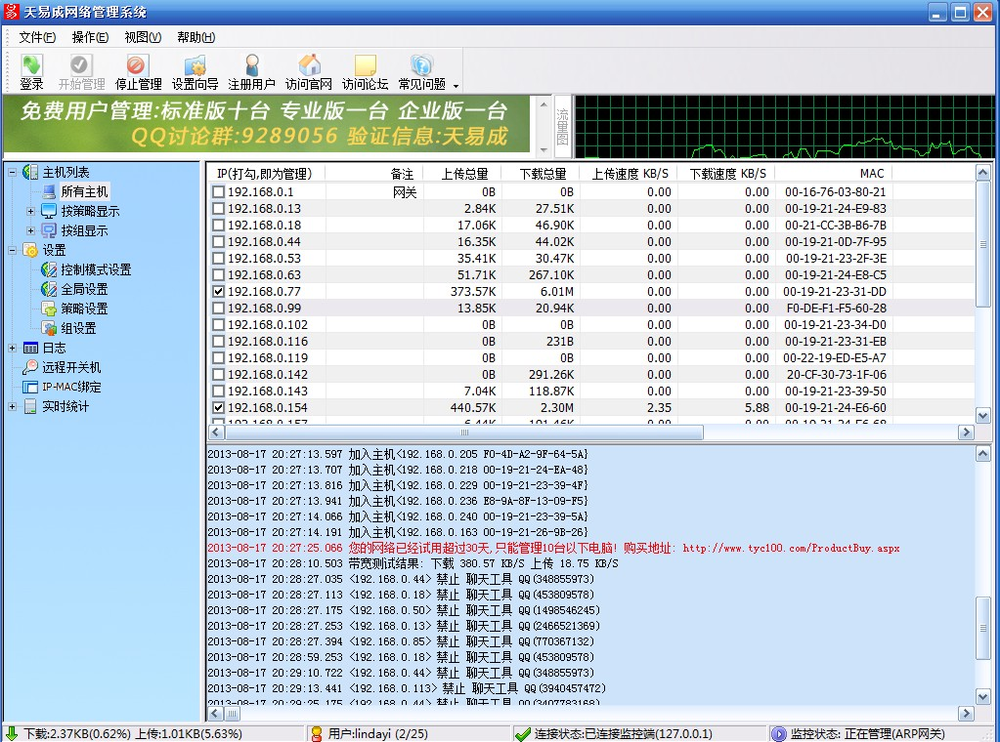 天易成网络管理系统
文件(F) 操作(E) 视图(V) 帮助(H)
登录 开始管理 停止管理 设置向导 注册用户 访问官网 访问论坛 常见问题
免费用户管理:标准版十台 专业版一台 企业版一台
QQ讨论群:9289056 验证信息:天易成
流量图
主机列表
所有主机
按策略显示
按组显示
设置
控制模式设置
全局设置
策略设置
组设置
日志
远程开关机
IP-MAC绑定
实时统计
IP(打勾,即为管理) 备注 上传总量 下载总量 上传速度 KB/S 下载速度 KB/S MAC
192.168.0.1 网关 0B 0B 0.00 0.00 00-16-76-03-80-21
192.168.0.13 2.84K 27.51K 0.00 0.00 00-19-21-24-E9-83
192.168.0.18 17.06K 46.90K 0.00 0.00 00-21-CC-3B-B6-7B
192.168.0.44 16.35K 44.02K 0.00 0.00 00-19-21-0D-7F-95
192.168.0.53 35.41K 30.47K 0.00 0.00 00-19-21-23-2F-3E
192.168.0.63 51.71K 267.10K 0.00 0.00 00-19-21-24-E8-C5
192.168.0.77 373.57K 6.01M 0.00 0.00 00-19-21-23-31-DD
192.168.0.99 13.85K 20.94K 0.00 0.00 F0-DE-F1-F5-60-28
192.168.0.102 0B 0B 0.00 0.00 00-19-21-23-34-D0
192.168.0.116 0B 231B 0.00 0.00 00-19-21-23-31-EB
192.168.0.119 0B 0B 0.00 0.00 00-22-19-ED-E5-A7
192.168.0.142 0B 291.26K 0.00 0.00 20-CF-30-73-1F-06
192.168.0.143 7.04K 118.87K 0.00 0.00 00-19-21-23-39-50
192.168.0.154 440.57K 2.30M 2.35 5.88 00-19-21-24-E6-60
2013-08-17 20:27:13.597 加入主机<192.168.0.205 F0-4D-A2-9F-64-5A}
2013-08-17 20:27:13.707 加入主机<192.168.0.218 00-19-21-24-EA-48}
2013-08-17 20:27:13.816 加入主机<192.168.0.229 00-19-21-23-39-4F}
2013-08-17 20:27:13.941 加入主机<192.168.0.236 E8-9A-8F-13-09-F5}
2013-08-17 20:27:14.066 加入主机<192.168.0.240 00-19-21-23-39-5A}
2013-08-17 20:27:14.191 加入主机<192.168.0.163 00-19-21-26-9B-26}
2013-08-17 20:27:25.066 您的网络已经试用超过30天,只能管理10台以下电脑! 购买地址: http://www.tyc100.com/ProductBuy.aspx
2013-08-17 20:28:10.503 带宽测试结果: 下载 380.57 KB/S 上传 18.75 KB/S
2013-08-17 20:28:27.035 <192.168.0.44> 禁止 聊天工具 QQ(348855973)
2013-08-17 20:28:27.113 <192.168.0.18> 禁止 聊天工具 QQ(453809578)
2013-08-17 20:28:27.175 <192.168.0.50> 禁止 聊天工具 QQ(1498546245)
2013-08-17 20:28:27.253 <192.168.0.13> 禁止 聊天工具 QQ(2466521369)
2013-08-17 20:28:27.394 <192.168.0.85> 禁止 聊天工具 QQ(770367132)
2013-08-17 20:28:59.253 <192.168.0.18> 禁止 聊天工具 QQ(453809578)
2013-08-17 20:29:10.722 <192.168.0.44> 禁止 聊天工具 QQ(348855973)
2013-08-17 20:29:13.441 <192.168.0.113> 禁止 聊天工具 QQ(3940457472)
2013-08-17 20:29:25.175 <192.168.0.44> 禁止 聊天工具 QQ(3407783168)
下载:2.37KB(0.62%) 上传:1.01KB(5.63%) 用户:lindayi (2/25) 连接状态:已连接监控端(127.0.0.1) 监控状态: 正在管理(ARP网关)